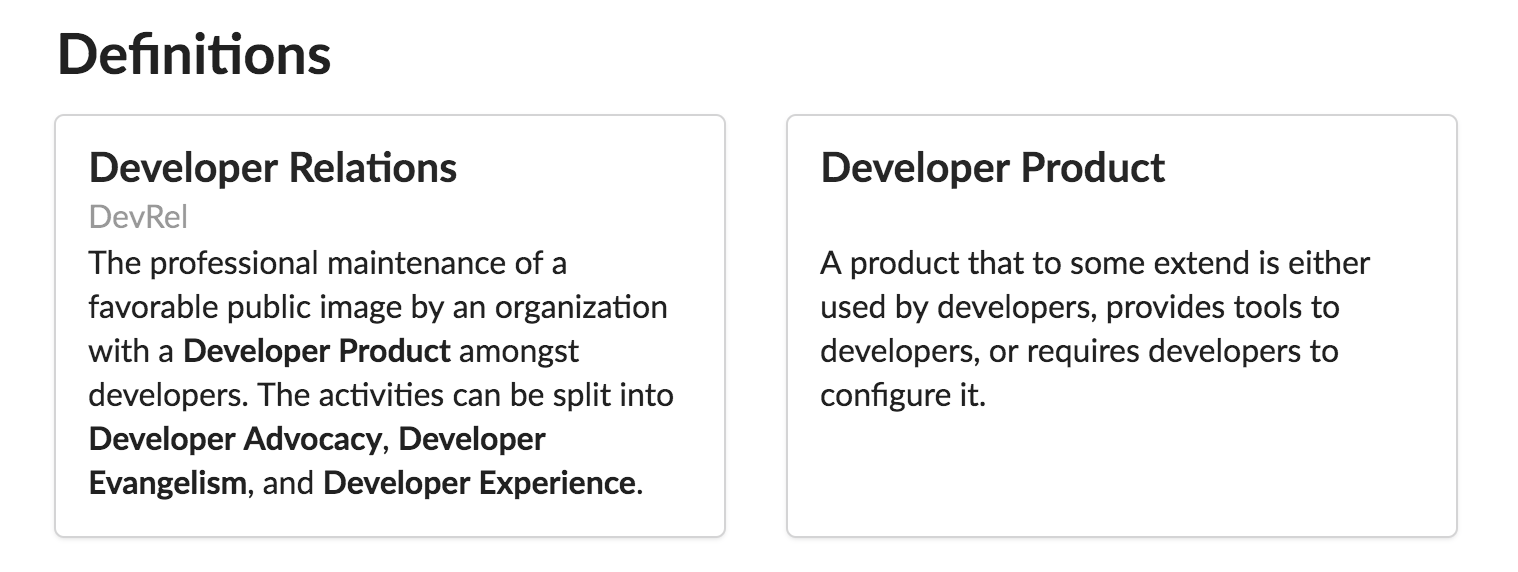 Definitions
Developer Relations
DevRel
The professional maintenance of a
favorable public image by an organization
with a Developer Product amongst
developers. The activities can be split into
Developer Advocacy, Developer
Evangelism, and Developer Experience.
Developer Product
A product that to some extend is either
used by developers, provides tools to
developers, or requires developers to
configure it.